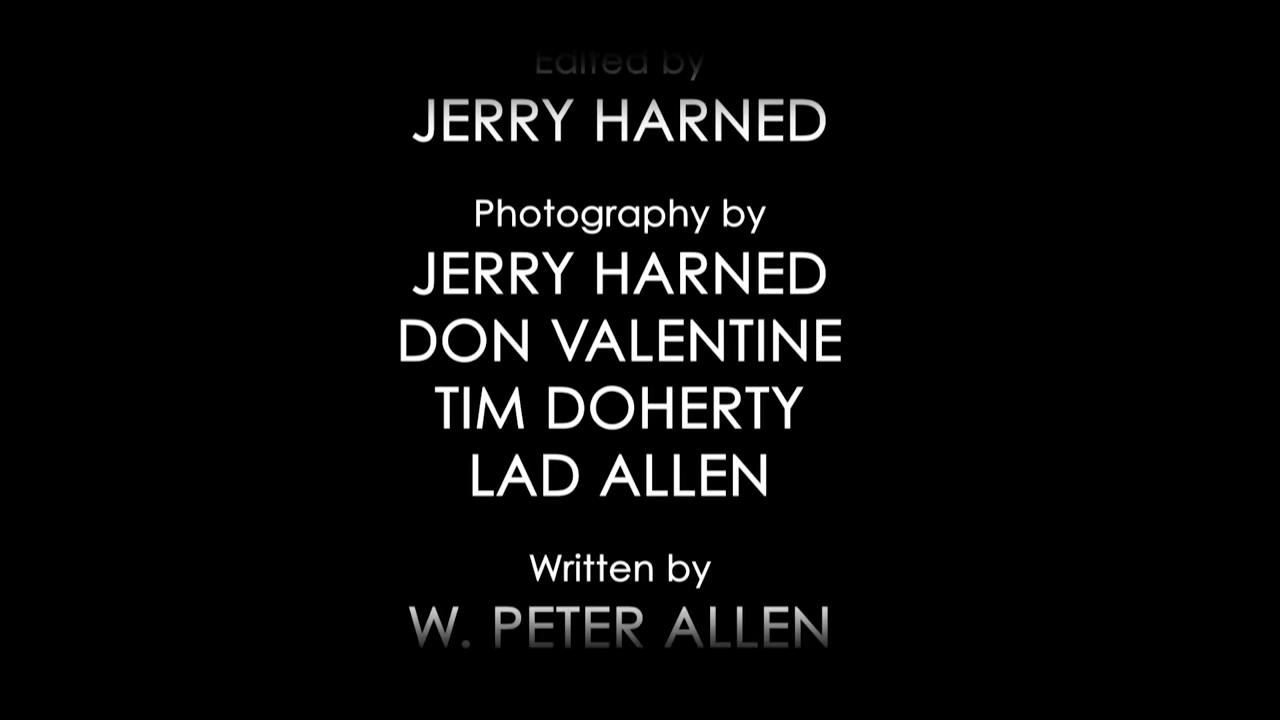 Edited by
JERRY HARNED
Photography by
JERRY HARNED
DON VALENTINE
TIM DOHERTY
LAD ALLEN
Written by
W. PETER ALLEN